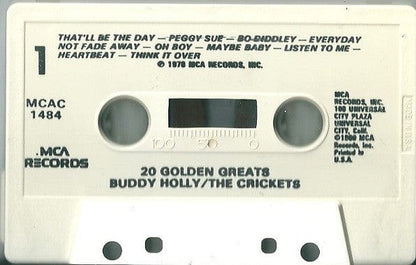 1
THAT'LL BE THE DAY — PEGGY SUE — BO DIDDLEY — EVERYDAY
NOT FADE AWAY — OH BOY — MAYBE BABY — LISTEN TO ME —
HEARTBEAT — THINK IT OVER
© 1978 MCA RECORDS, INC.
MCAC
1484
100 50 0
MCA
RECORDS, INC.
100 UNIVERSAL
CITY PLAZA
UNIVERSAL
CITY, Calif.
©1980 MCA
Records, Inc.
Printed in
U.S.A.
.MCA
RECORDS
20 GOLDEN GREATS
BUDDY HOLLY/THE CRICKETS